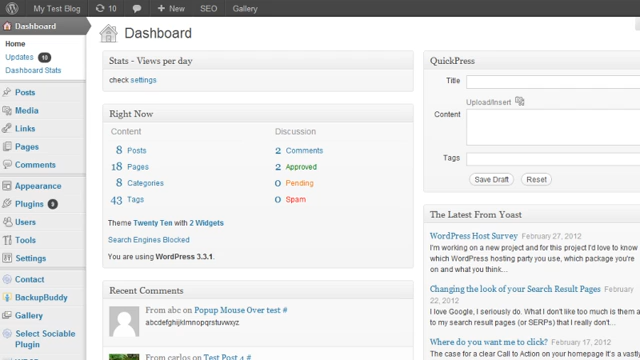 My Test Blog 10 New SEO Gallery
Dashboard
Home
Updates 10
Dashboard Stats
Posts
Media
Links
Pages
Comments
Appearance
Plugins 8
Users
Tools
Settings
Contact
BackupBuddy
Gallery
Select Sociable
Plugin
Dashboard
Stats - Views per day
check settings
Right Now
Content
8 Posts
18 Pages
8 Categories
43 Tags
Discussion
2 Comments
2 Approved
0 Pending
0 Spam
Theme Twenty Ten with 2 Widgets
Search Engines Blocked
You are using WordPress 3.3.1.
Recent Comments
From abc on Popup Mouse Over test #
abcdefghijklmnopqrstuvwxyz
From carlos on Test Post 4 #
QuickPress
Title
Upload/Insert
Content
Tags
Save Draft Reset
The Latest From Yoast
WordPress Host Survey February 27, 2012
I'm working on a new project and for this project I'd love to know
which WordPress hosting party you use, which package you're
on and what you think...
Changing the look of your Search Result Pages February
22, 2012
I love Google, I seriously do. What I don't like too much is them a
to my search result pages (or SERPs) that I really don't...
Where do you want me to click? February 1, 2012
The case for a clear Call to Action on your homepage It's a vast